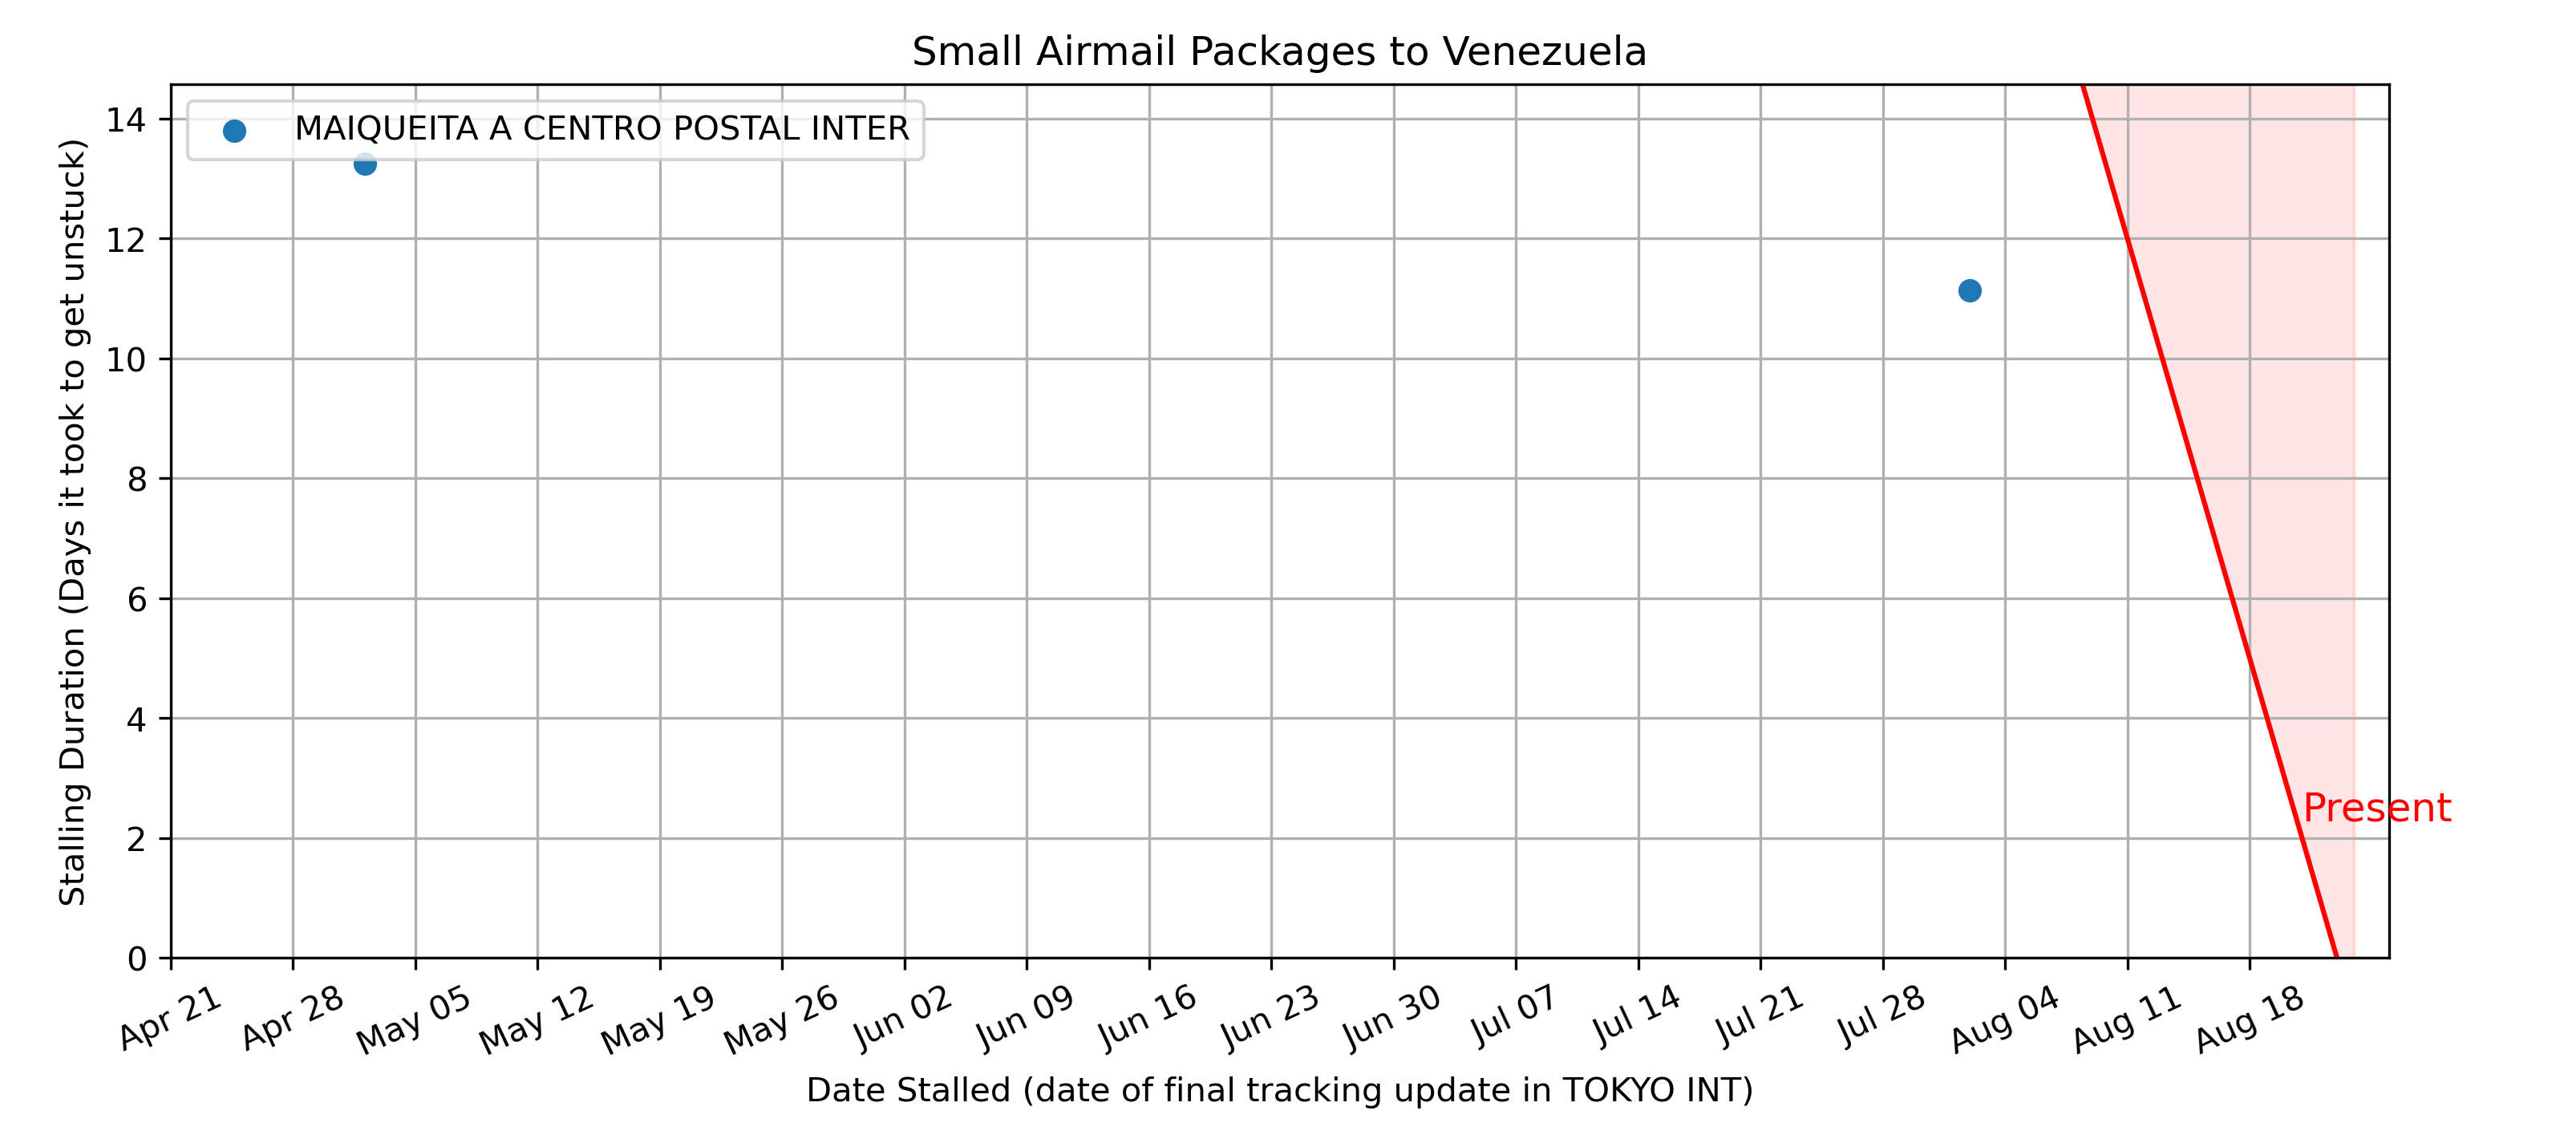 Small Airmail Packages to Venezuela
MAIQUEITA A CENTRO POSTAL INTER
Stalling Duration (Days it took to get unstuck)
14
12
10
8
6
4
2
0
Present
Apr 21
Apr 28
May 05
May 12
May 19
May 26
Jun 02
Jun 09
Jun 16
Jun 23
Jun 30
Jul 07
Jul 14
Jul 21
Jul 28
Aug 04
Aug 11
Aug 18
Date Stalled (date of final tracking update in TOKYO INT)